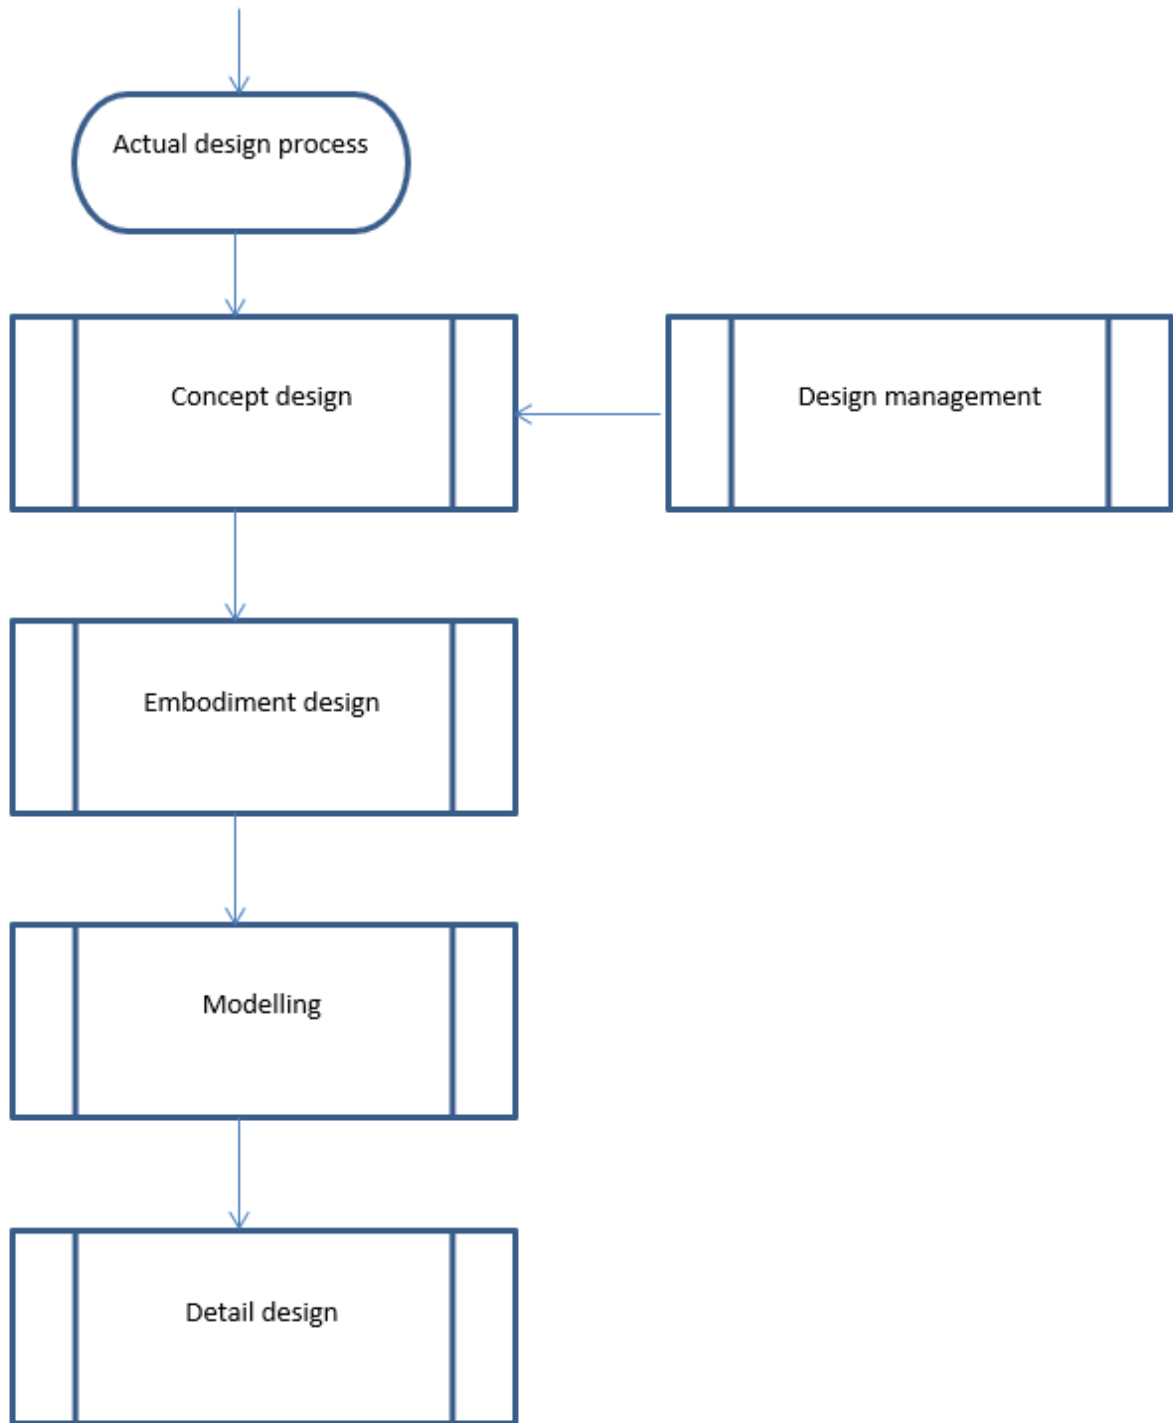 Actual design process
Concept design
Design management
Embodiment design
Modelling
Detail design